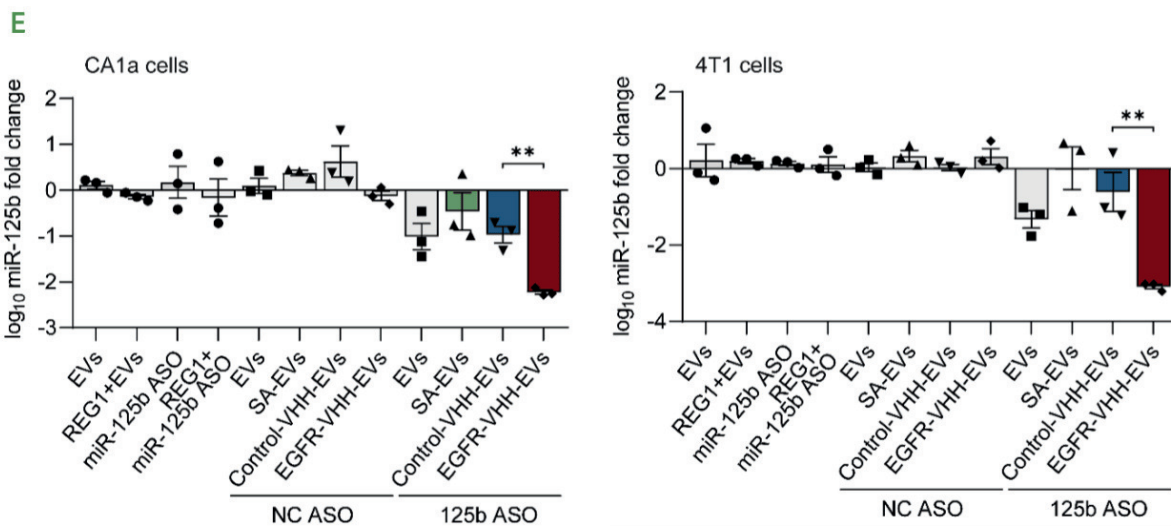 E
CA1a cells
log10 miR-125b fold change
2
1
0
-1
-2
-3
EVs
REG1+EVs
miR-125b ASO
REG1+
miR-125b ASO
EVs
SA-EVs
Control-VHH-EVs
EGFR-VHH-EVs
EVs
SA-EVs
Control-VHH-EVs
EGFR-VHH-EVs
**
NC ASO
125b ASO
4T1 cells
log10 miR-125b fold change
2
0
-2
-4
EVs
REG1+EVs
miR-125b ASO
REG1+
miR-125b ASO
EVs
SA-EVs
Control-VHH-EVs
EGFR-VHH-EVs
EVs
SA-EVs
Control-VHH-EVs
EGFR-VHH-EVs
**
NC ASO
125b ASO